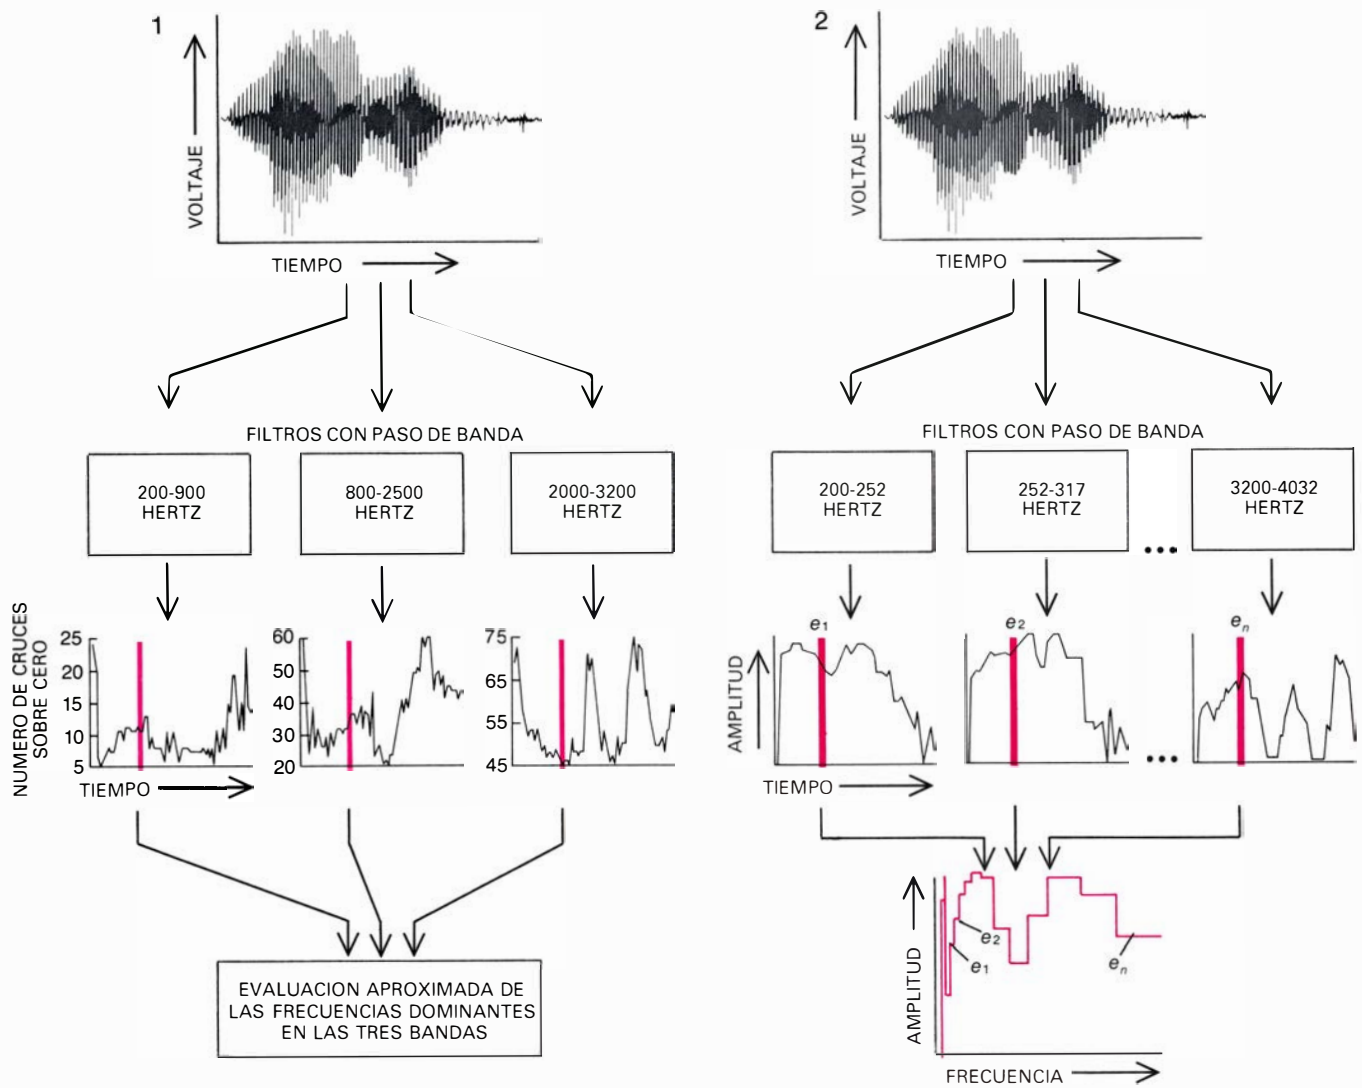 1
VOLTAJE
TIEMPO
FILTROS CON PASO DE BANDA
200-900
HERTZ
800-2500
HERTZ
2000-3200
HERTZ
NUMERO DE CRUCES
SOBRE CERO
25
20
15
10
5
60
50
40
30
20
75
65
55
45
TIEMPO
EVALUACION APROXIMADA DE
LAS FRECUENCIAS DOMINANTES
EN LAS TRES BANDAS
2
VOLTAJE
TIEMPO
FILTROS CON PASO DE BANDA
200-252
HERTZ
252-317
HERTZ
...
3200-4032
HERTZ
AMPLITUD
e1
e2
en
...
TIEMPO
AMPLITUD
e1
e2
en
FRECUENCIA